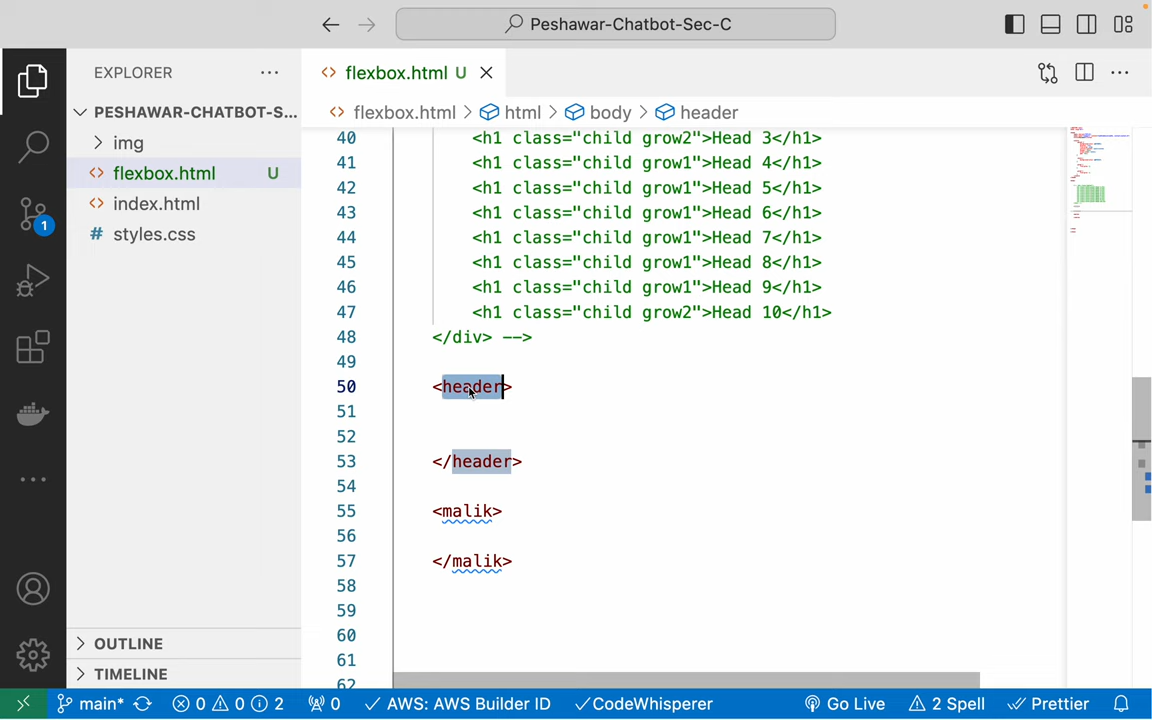 Peshawar-Chatbot-Sec-C
EXPLORER
PESHAWAR-CHATBOT-S...
img
flexbox.html U
index.html
# styles.css
OUTLINE
TIMELINE
1
flexbox.html U
flexbox.html > html > body > header
40 <h1 class="child grow2">Head 3</h1>
41 <h1 class="child grow1">Head 4</h1>
42 <h1 class="child grow1">Head 5</h1>
43 <h1 class="child grow1">Head 6</h1>
44 <h1 class="child grow1">Head 7</h1>
45 <h1 class="child grow1">Head 8</h1>
46 <h1 class="child grow1">Head 9</h1>
47 <h1 class="child grow2">Head 10</h1>
48 </div> -->
49
50 <header>
51
52
53 </header>
54
55 <malik>
56
57 </malik>
58
59
60
61
62
main* 0 0 2 0 AWS: AWS Builder ID CodeWhisperer Go Live 2 Spell Prettier